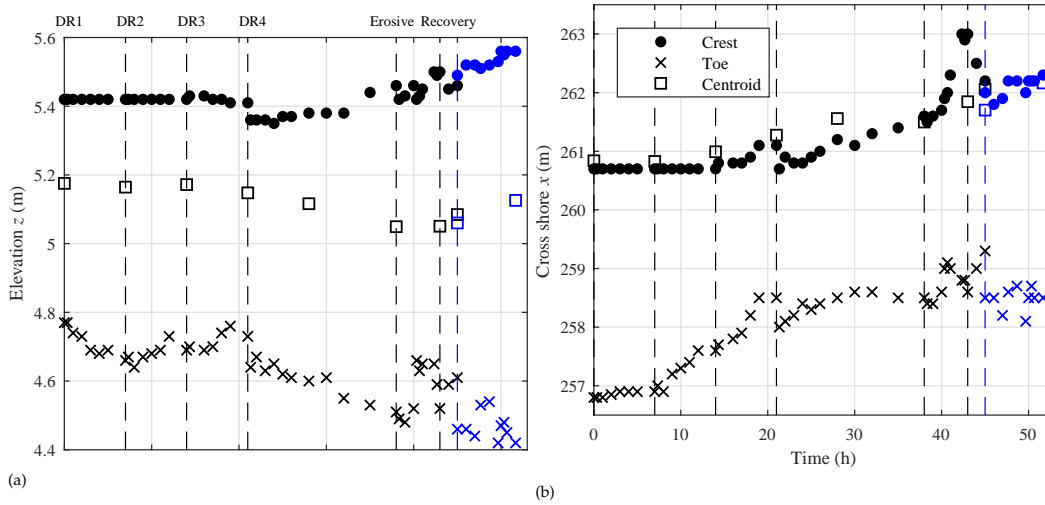 DR1 DR2 DR3 DR4 Erosive Recovery
5.6
5.4
5.2
5
4.8
4.6
4.4
Elevation z (m)
(a)
263
262
261
260
259
258
257
Cross shore x (m)
Crest
Toe
Centroid
0 10 20 30 40 50
Time (h)
(b)